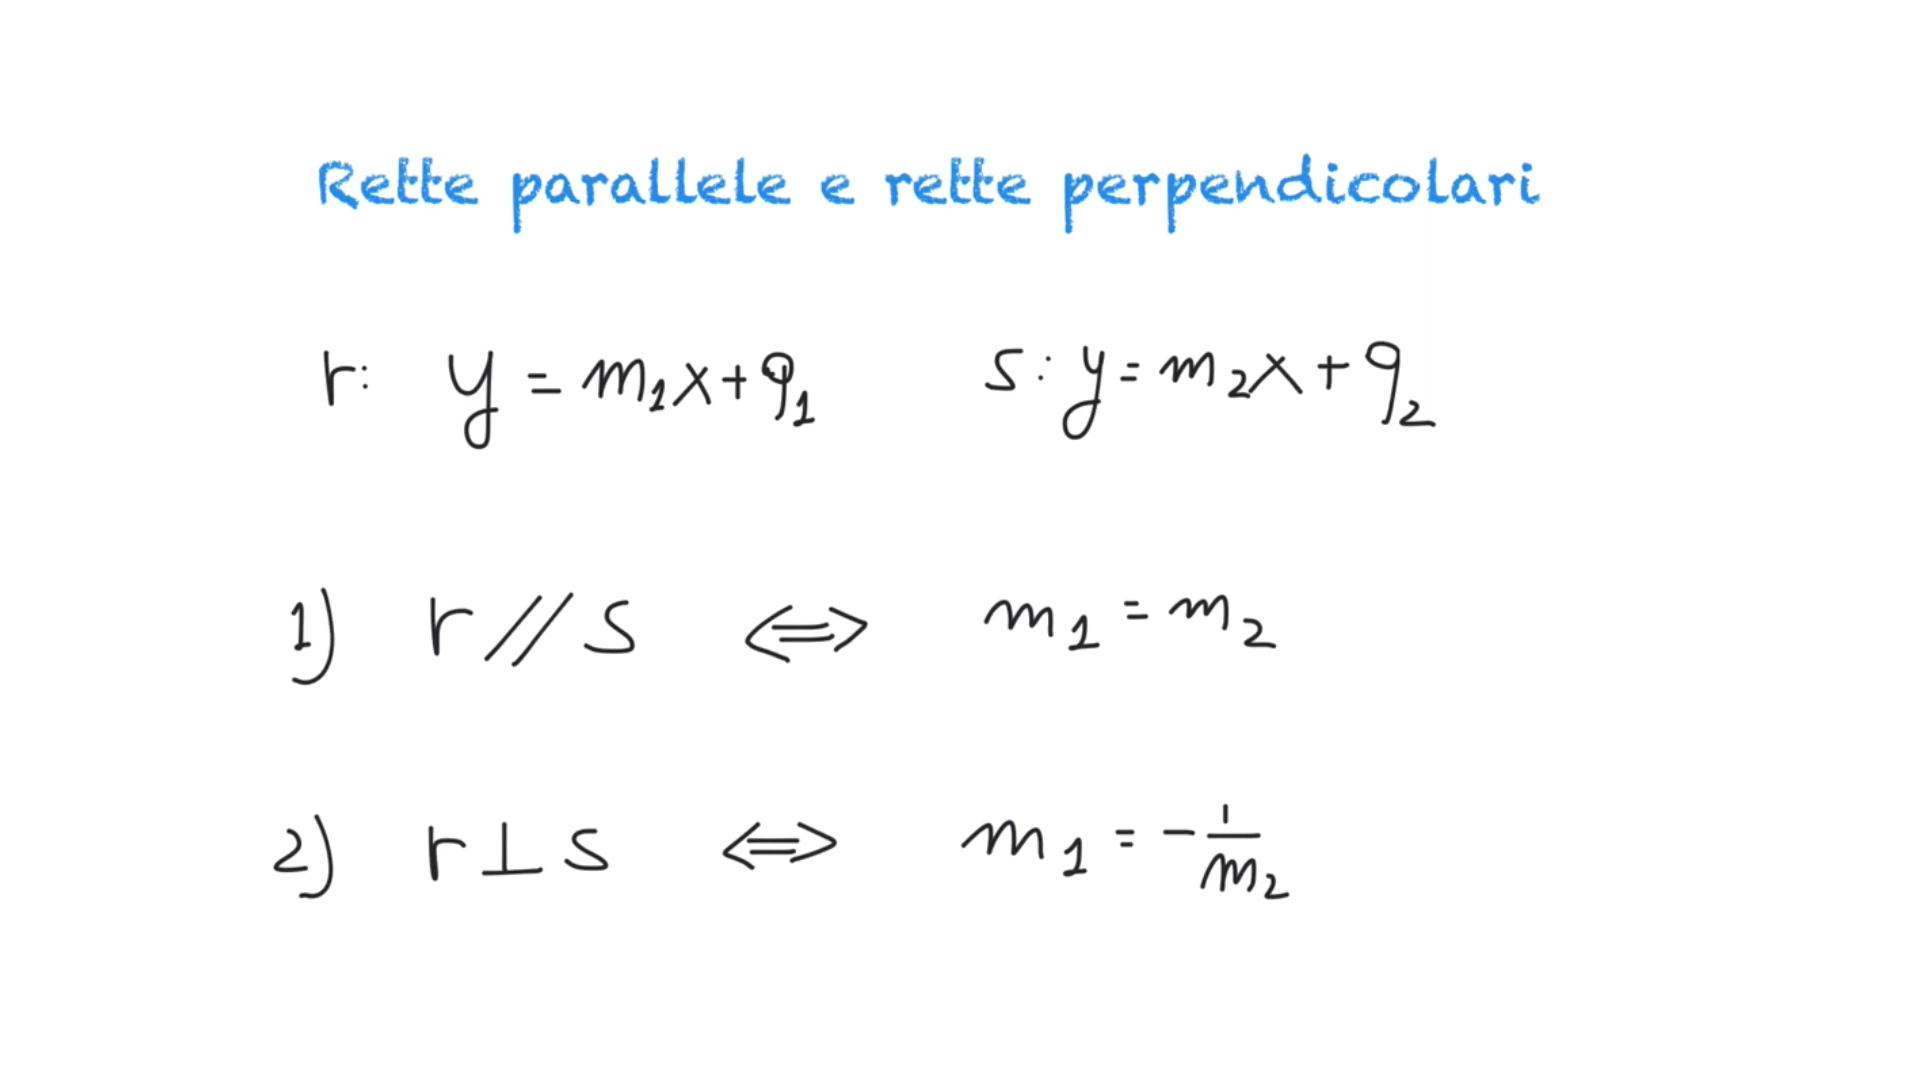 Rette parallele e rette perpendicolari
r: y = m₁x + q₁ s: y = m₂x + q₂
1) r // s ⟺ m₁ = m₂
2) r ⊥ s ⟺ m₁ = - 1/m₂